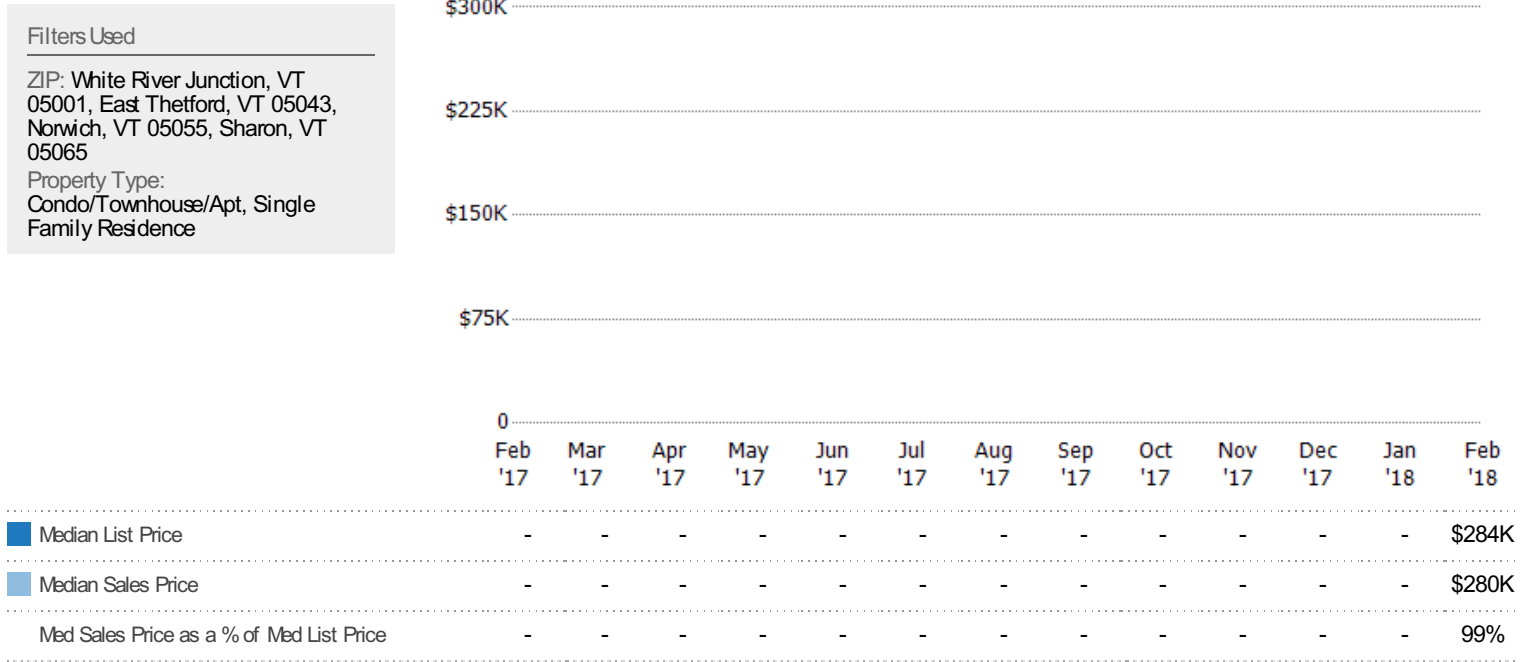 Filters Used
ZIP: White River Junction, VT
05001, East Thetford, VT 05043,
Norwich, VT 05055, Sharon, VT
05065
Property Type:
Condo/Townhouse/Apt, Single
Family Residence
$300K
$225K
$150K
$75K
0
Feb Mar Apr May Jun Jul Aug Sep Oct Nov Dec Jan Feb
'17 '17 '17 '17 '17 '17 '17 '17 '17 '17 '17 '18 '18
Median List Price - - - - - - - - - - - - $284K
Median Sales Price - - - - - - - - - - - - $280K
Med Sales Price as a % of Med List Price - - - - - - - - - - - - 99%